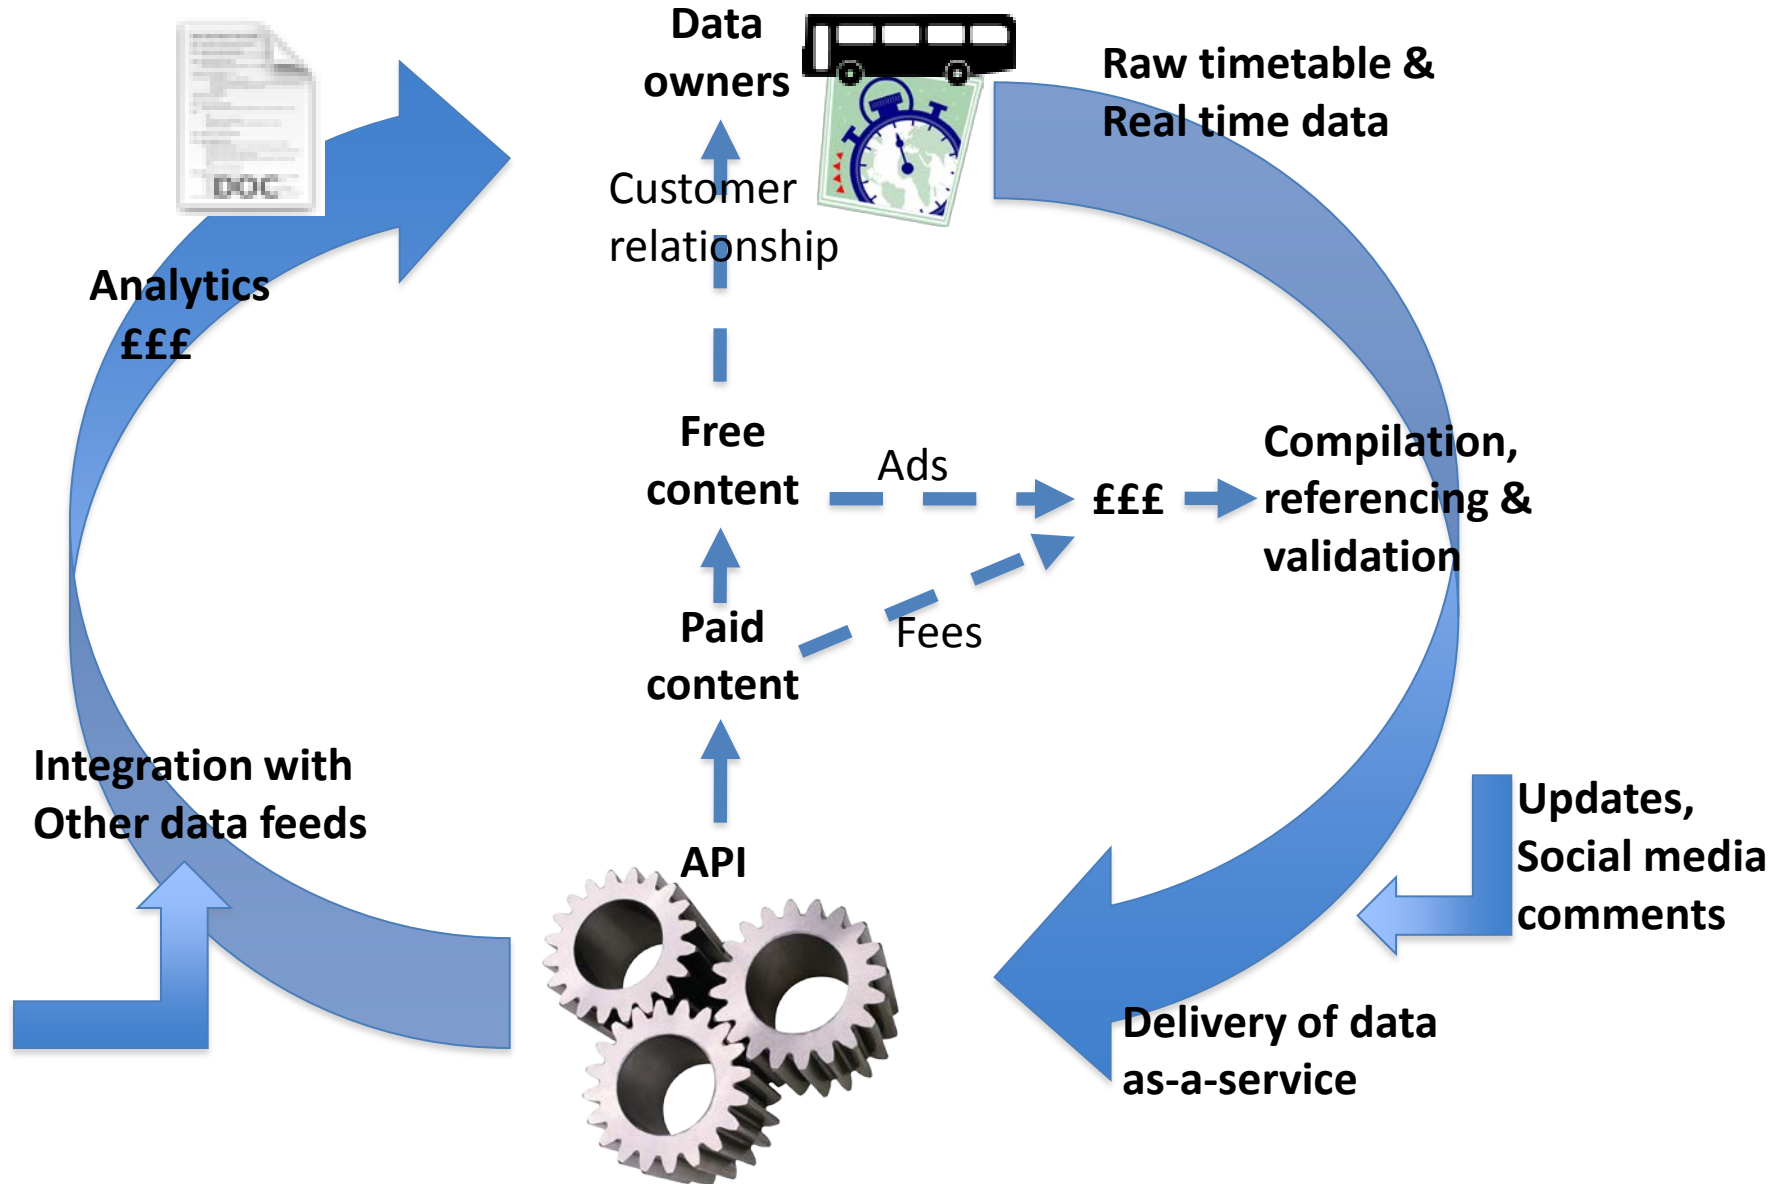 Data
owners
Raw timetable &
Real time data
DOC
Customer
relationship
Analytics
£££
Free
content
Ads
£££
Compilation,
referencing &
validation
Paid
content
Fees
Integration with
Other data feeds
API
Updates,
Social media
comments
Delivery of data
as-a-service